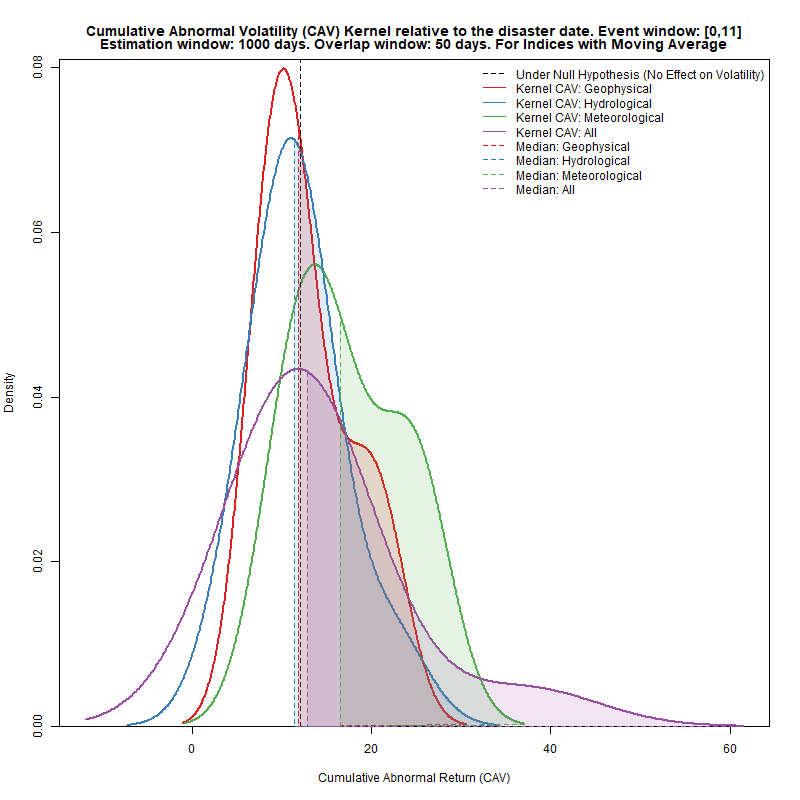 Cumulative Abnormal Volatility (CAV) Kernel relative to the disaster date. Event window: [0,11]
Estimation window: 1000 days. Overlap window: 50 days. For Indices with Moving Average
Under Null Hypothesis (No Effect on Volatility)
Kernel CAV: Geophysical
Kernel CAV: Hydrological
Kernel CAV: Meteorological
Kernel CAV: All
Median: Geophysical
Median: Hydrological
Median: Meteorological
Median: All
Density
0.08
0.06
0.04
0.02
0.00
0
20
40
60
Cumulative Abnormal Return (CAV)